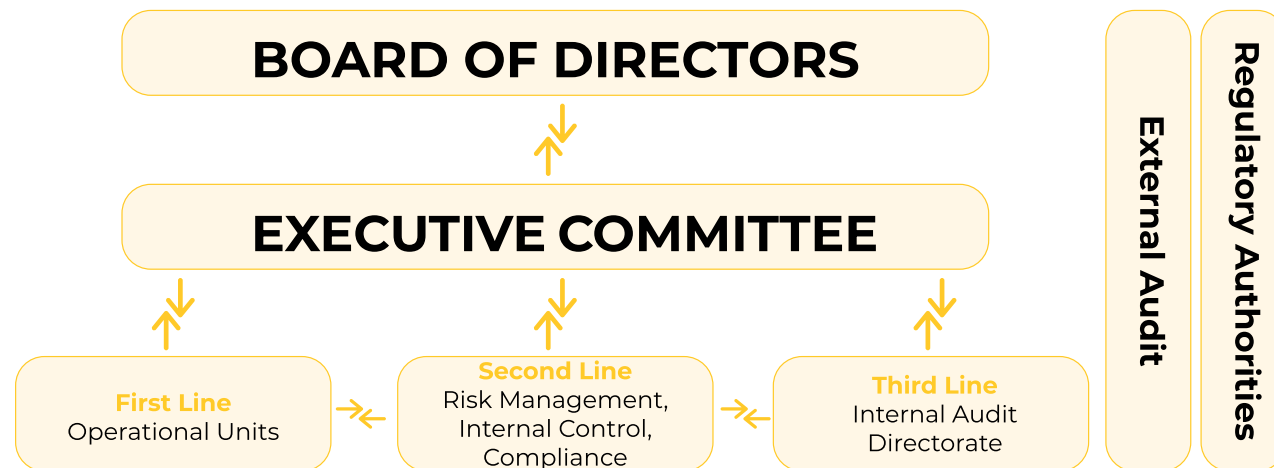 BOARD OF DIRECTORS
EXECUTIVE COMMITTEE
First Line
Operational Units
Second Line
Risk Management,
Internal Control,
Compliance
Third Line
Internal Audit
Directorate
External Audit
Regulatory Authorities